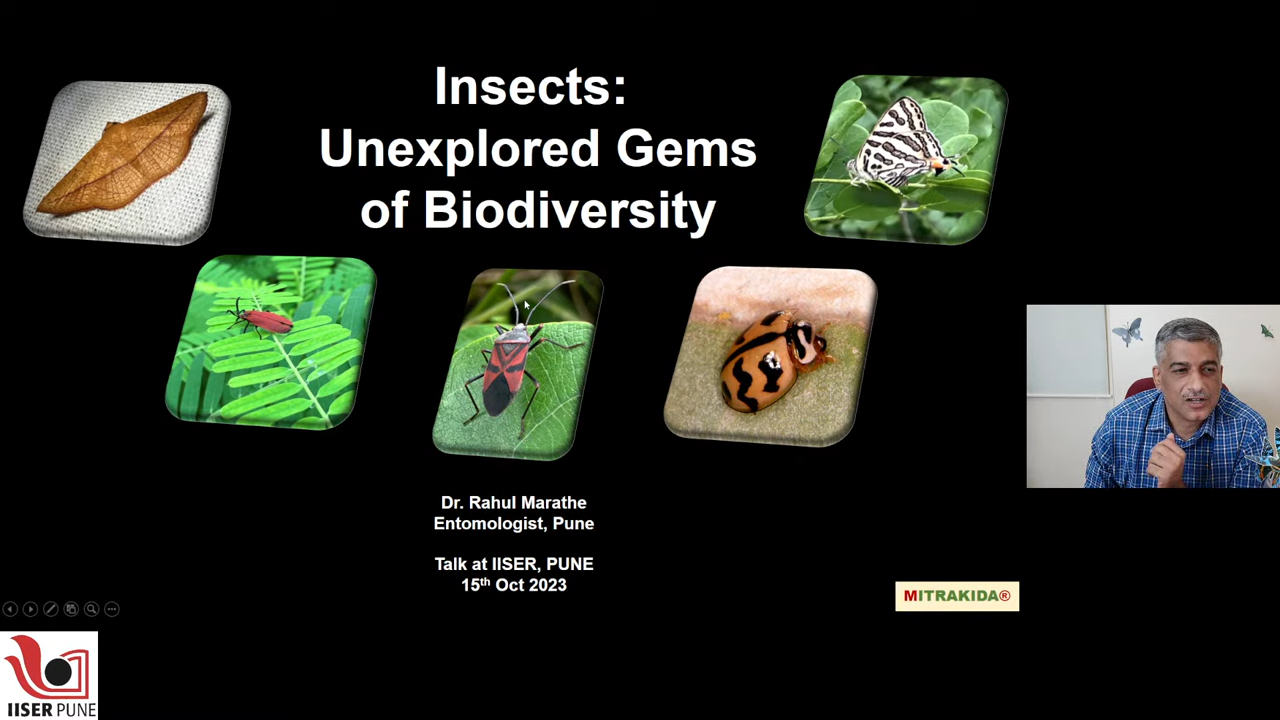 Insects:
Unexplored Gems
of Biodiversity
Dr. Rahul Marathe
Entomologist, Pune
Talk at IISER, PUNE
15th Oct 2023
MITRAKIDA®
IISER PUNE